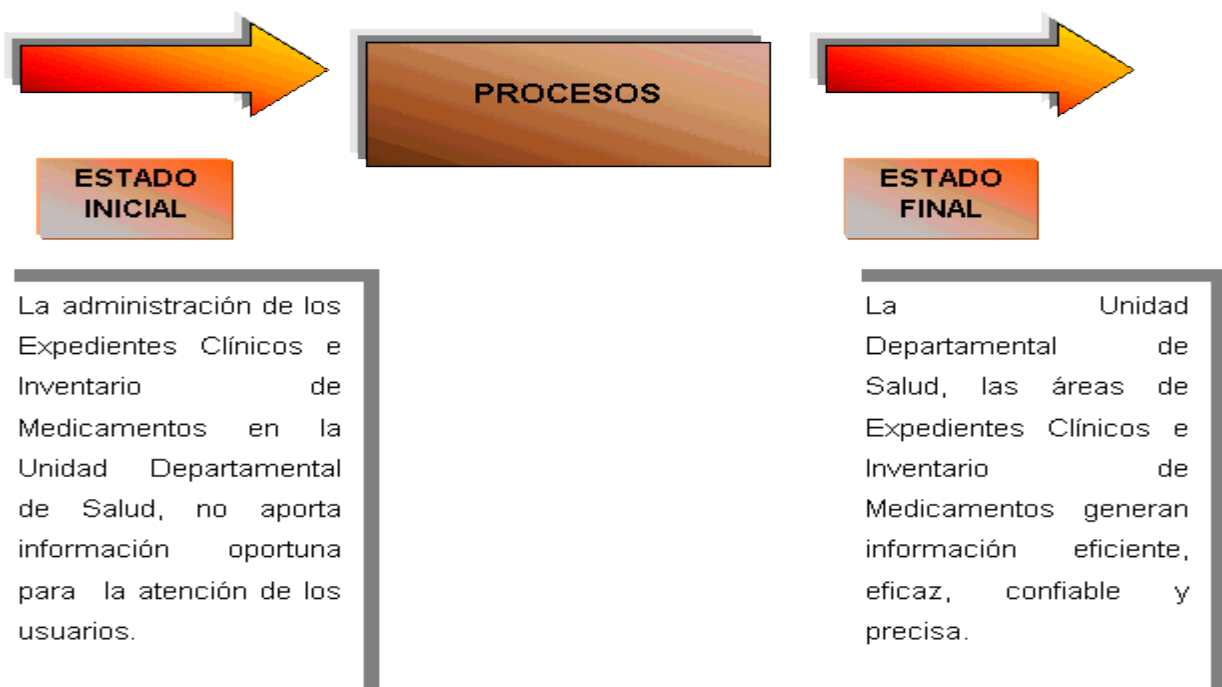 PROCESOS
ESTADO
INICIAL
ESTADO
FINAL
La administración de los
Expedientes Clínicos e
Inventario de
Medicamentos en la
Unidad Departamental
de Salud, no aporta
información oportuna
para la atención de los
usuarios.
La Unidad
Departamental de
Salud, las áreas de
Expedientes Clínicos e
Inventario de
Medicamentos generan
información eficiente,
eficaz, confiable y
precisa.